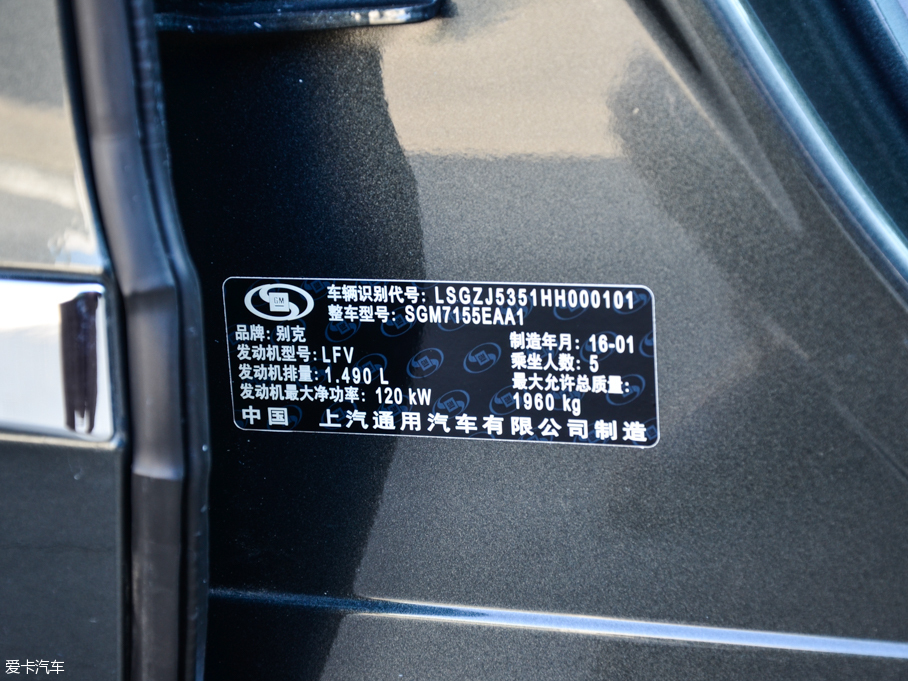 GM
车辆识别代号: LSGZJ5351HH000101
整车型号: SGM7155EAA1
品牌: 别克
制造年月: 16-01
发动机型号: LFV
乘坐人数: 5
发动机排量: 1.490 L
最大允许总质量:
发动机最大净功率: 120 kW
1960 kg
中国 上汽通用汽车有限公司制造
爱卡汽车